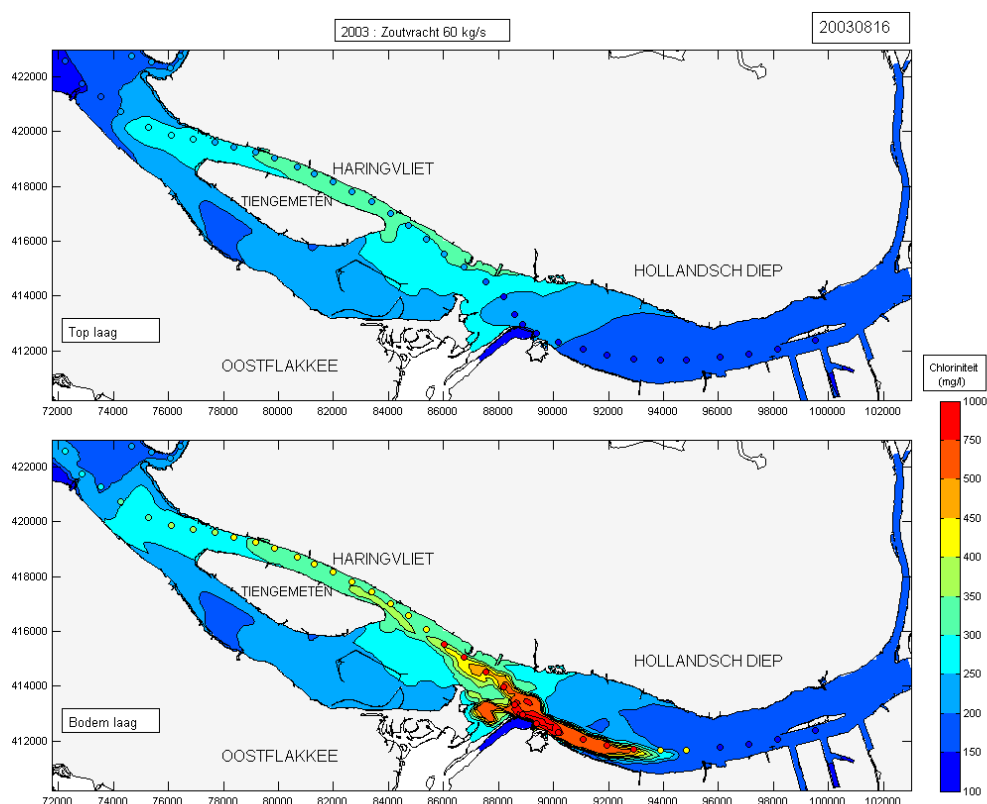 2003 : Zoutvracht 60 kg/s
20030816
422000
420000
418000
416000
414000
412000
HARINGVLIET
TIENGEMETEN
HOLLANDSCH DIEP
Top laag
OOSTFLAKKEE
72000 74000 76000 78000 80000 82000 84000 86000 88000 90000 92000 94000 96000 98000 100000 102000
Chloriniteit
(mg/l)
1000
750
500
450
400
350
300
250
200
150
100
422000
420000
418000
416000
414000
412000
HARINGVLIET
TIENGEMETEN
HOLLANDSCH DIEP
Bodem laag
OOSTFLAKKEE
72000 74000 76000 78000 80000 82000 84000 86000 88000 90000 92000 94000 96000 98000 100000 102000